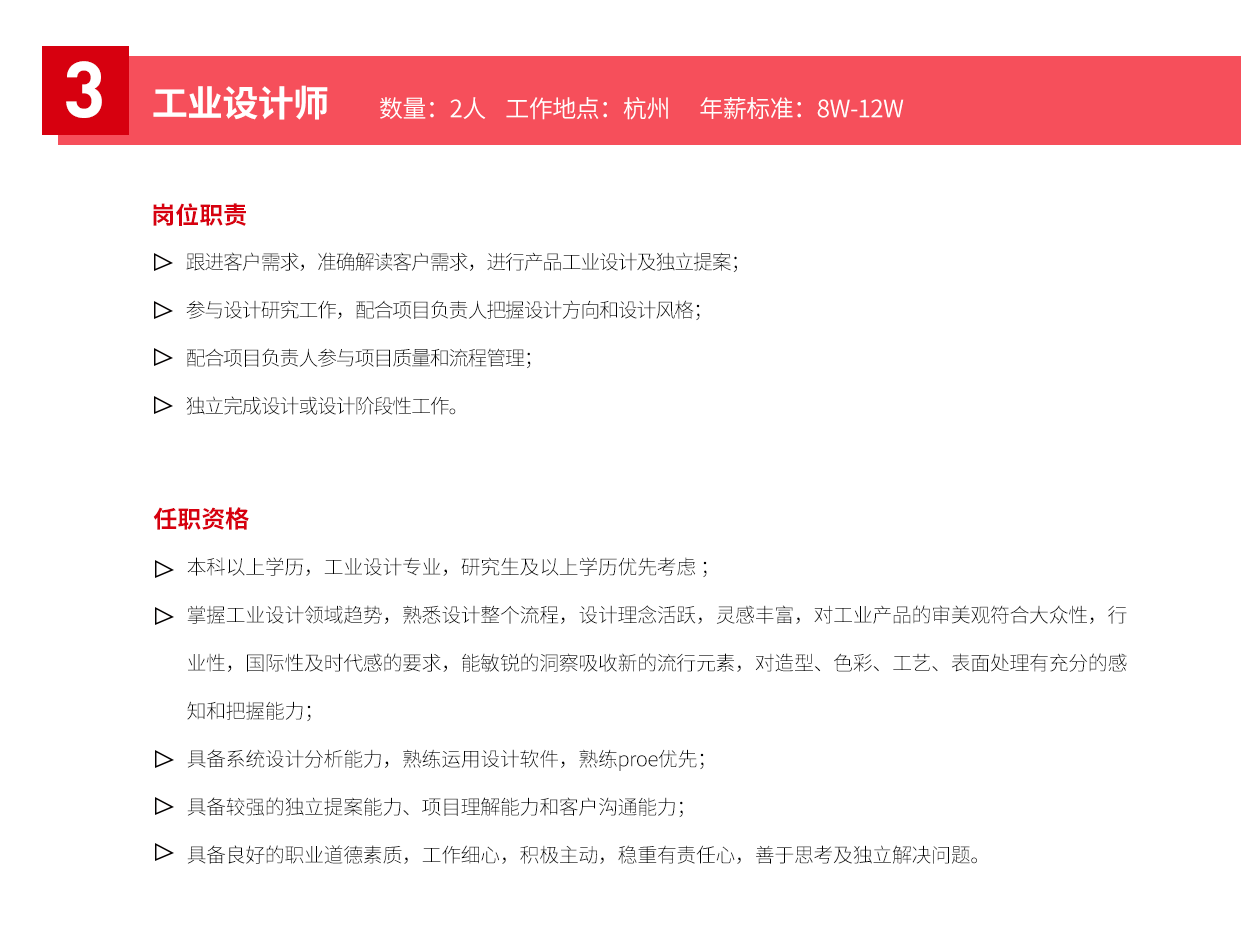 3
工业设计师 数量：2人 工作地点：杭州 年薪标准：8W-12W
岗位职责
跟进客户需求，准确解读客户需求，进行产品工业设计及独立提案；
参与设计研究工作，配合项目负责人把握设计方向和设计风格；
配合项目负责人参与项目质量和流程管理；
独立完成设计或设计阶段性工作。
任职资格
本科以上学历，工业设计专业，研究生及以上学历优先考虑 ；
掌握工业设计领域趋势，熟悉设计整个流程，设计理念活跃，灵感丰富，对工业产品的审美观符合大众性，行
业性，国际性及时代感的要求，能敏锐的洞察吸收新的流行元素，对造型、色彩、工艺、表面处理有充分的感
知和把握能力；
具备系统设计分析能力，熟练运用设计软件，熟练proe优先；
具备较强的独立提案能力、项目理解能力和客户沟通能力；
具备良好的职业道德素质，工作细心，积极主动，稳重有责任心，善于思考及独立解决问题。